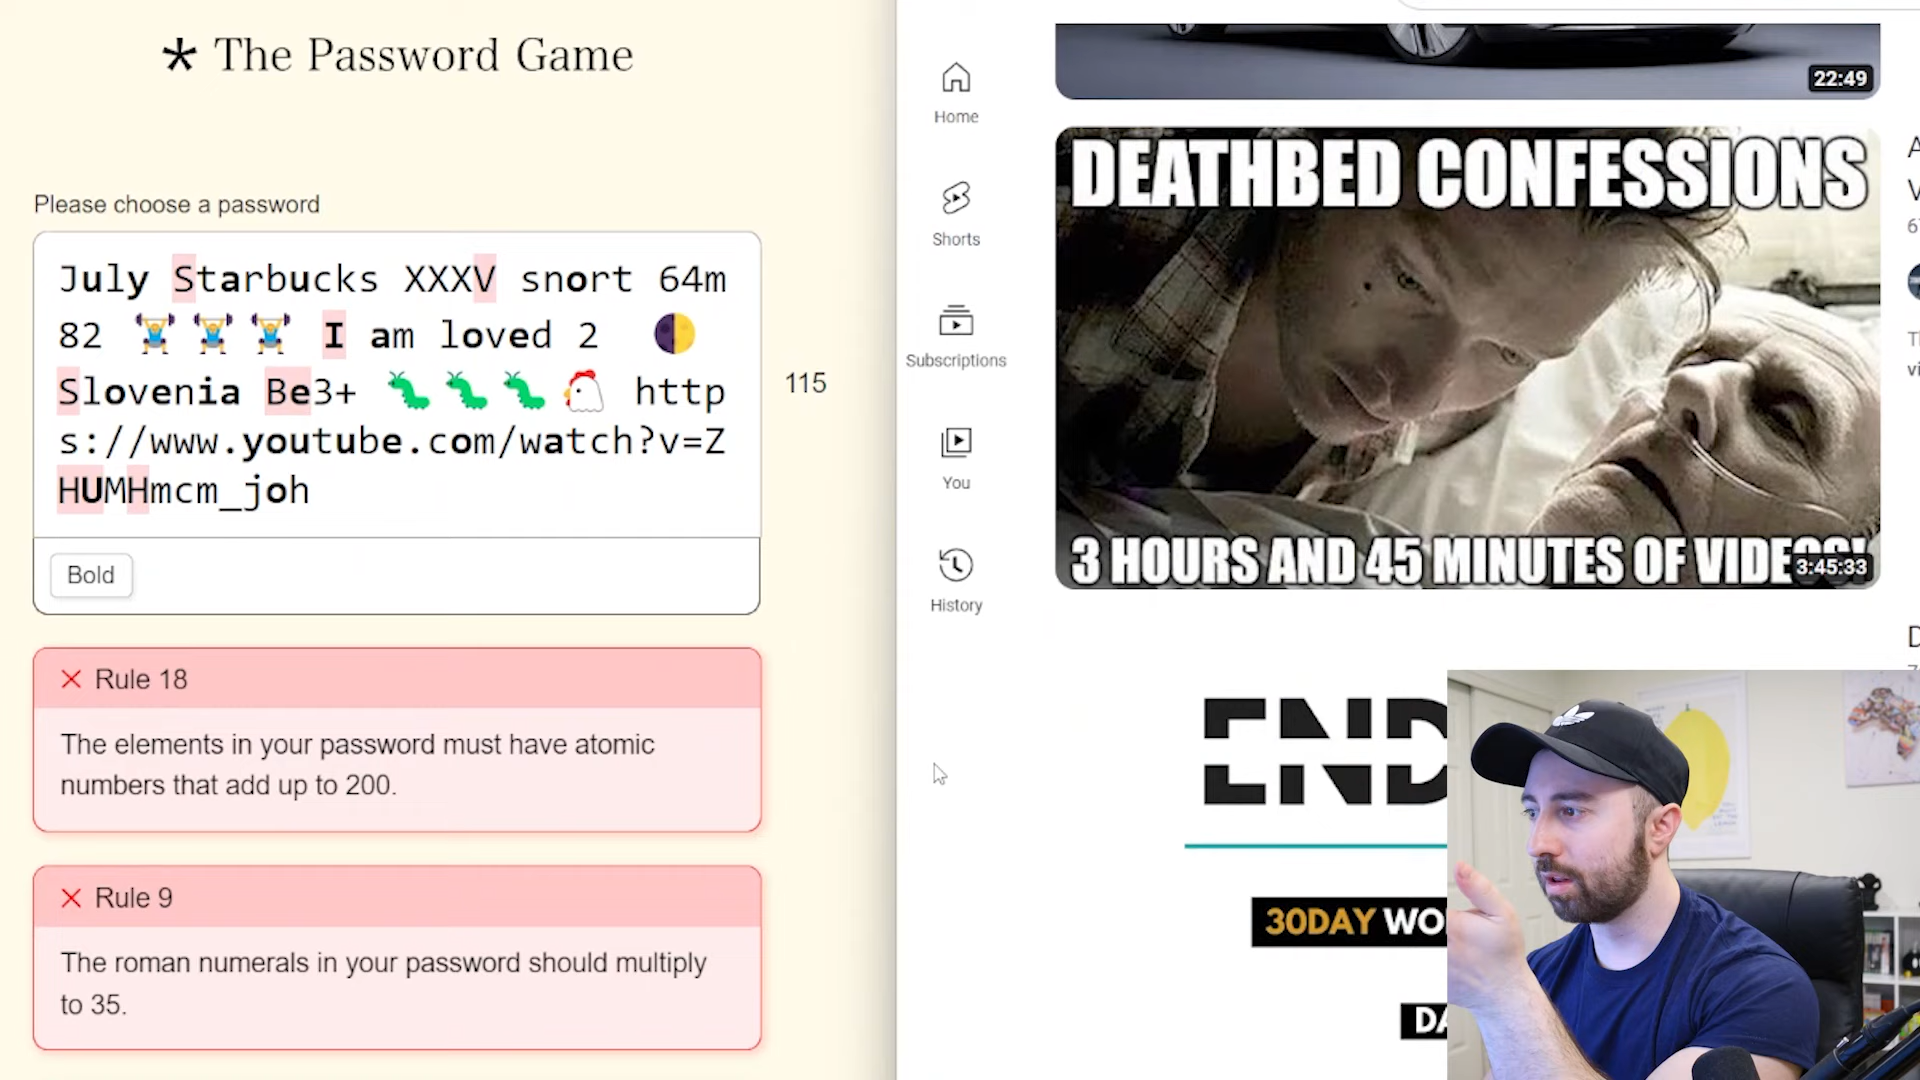 * The Password Game
Please choose a password
July Starbucks XXXV snort 64m
82 🏋️‍♂️🏋️‍♂️🏋️‍♂️ I am loved 2 🌓
Slovenia Be3+ 🐛🐛🐛🐔 http
s://www.youtube.com/watch?v=Z
HUMHmcm_joh
115
Bold
Rule 18
The elements in your password must have atomic
numbers that add up to 200.
Rule 9
The roman numerals in your password should multiply
to 35.
Home
Shorts
Subscriptions
You
History
22:49
DEATHBED CONFESSIONS
3 HOURS AND 45 MINUTES OF VIDEOS!
3:45:33
END
30DAY WO
DA